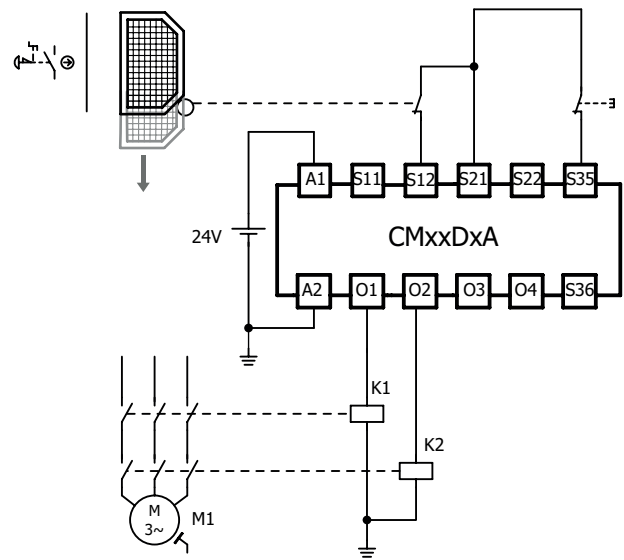 A1 S11 S12 S21 S22 S35
24V
CMxxDxA
A2 O1 O2 O3 O4 S36
K1
K2
M
3~
M1